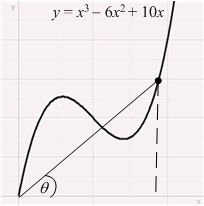 Y
y = x³ – 6x² + 10x
θ
x